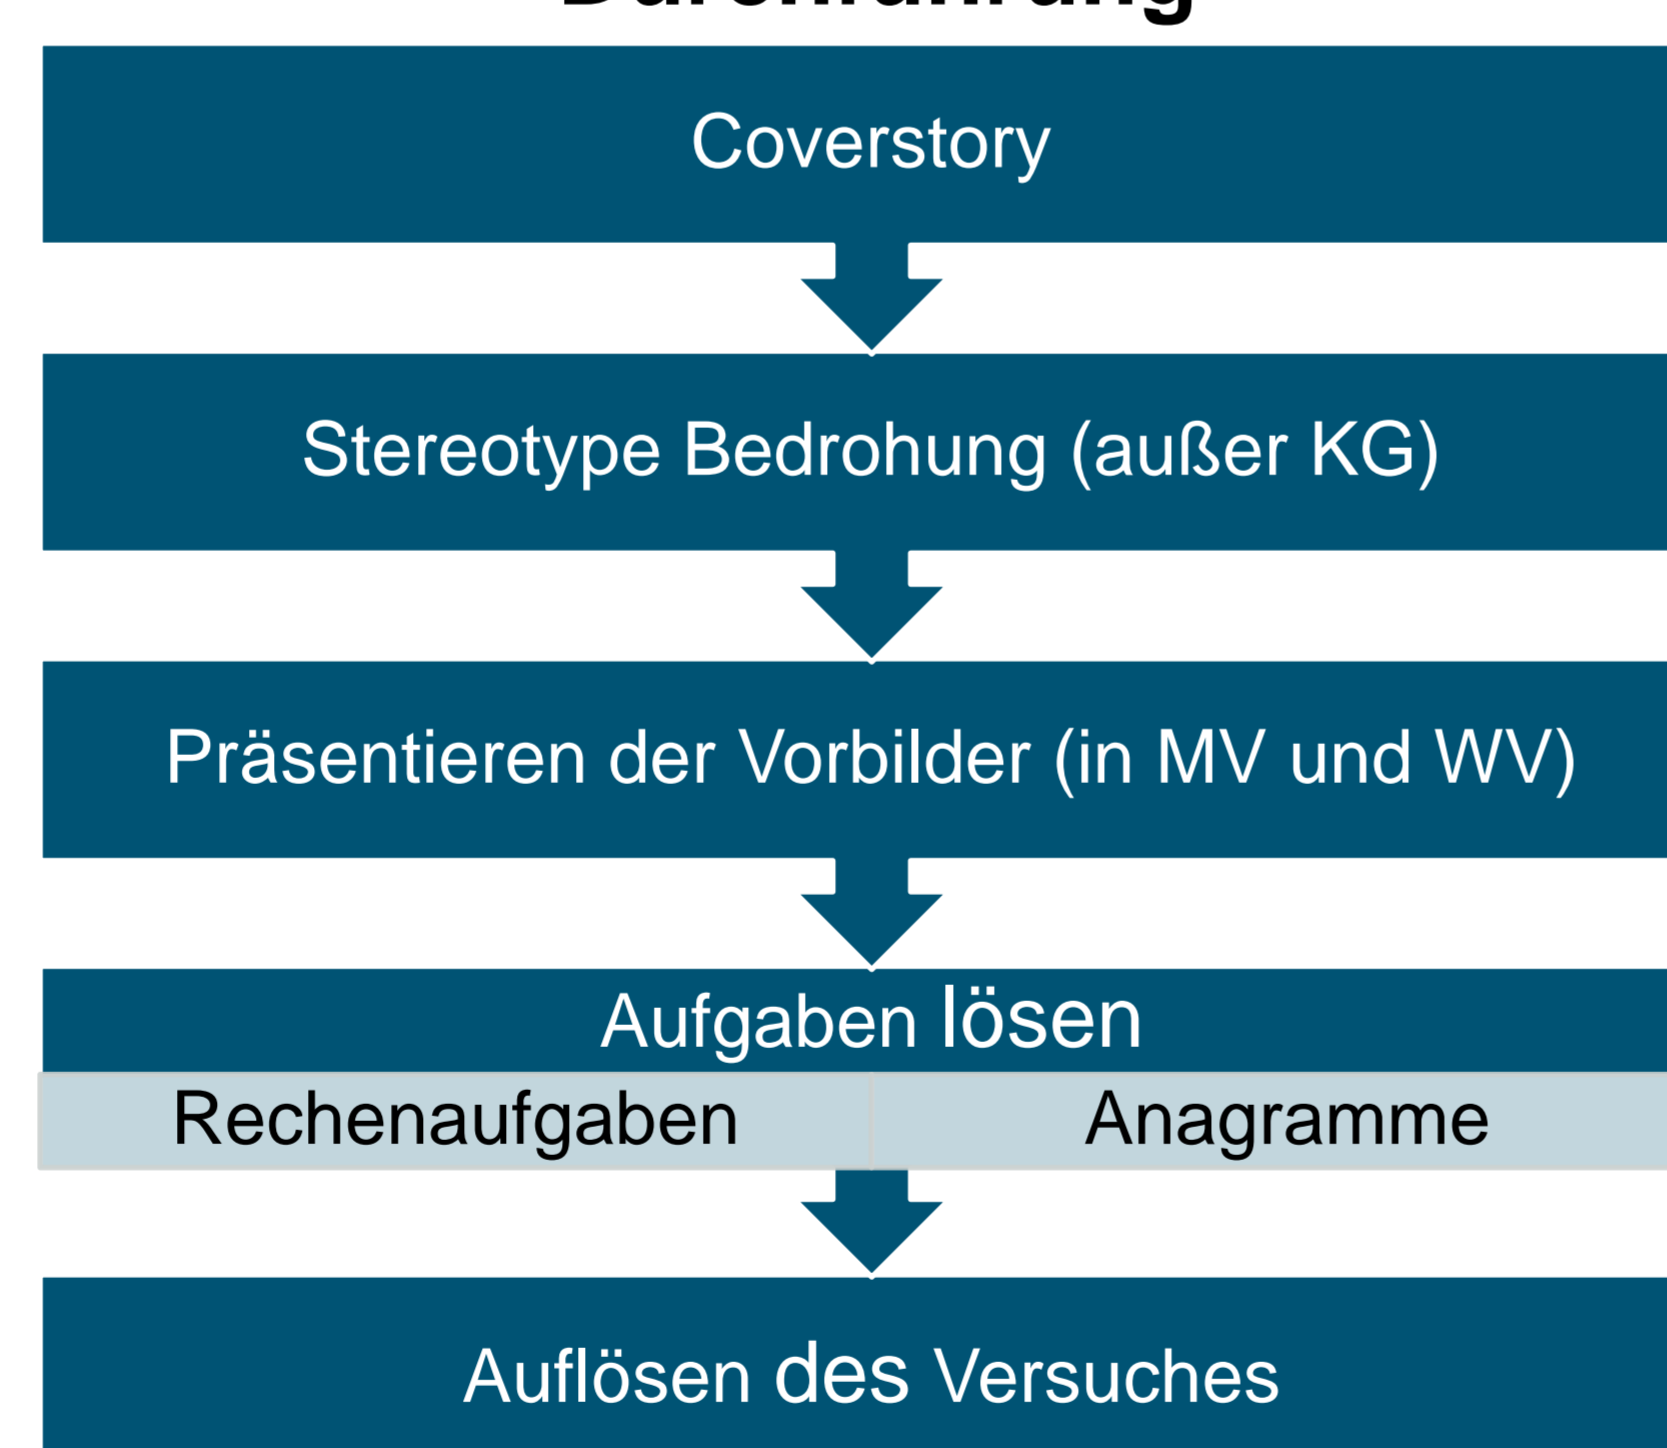 Durchführung
Coverstory
Stereotype Bedrohung (außer KG)
Präsentieren der Vorbilder (in MV und WV)
Aufgaben lösen
Rechenaufgaben
Anagramme
Auflösen des Versuches